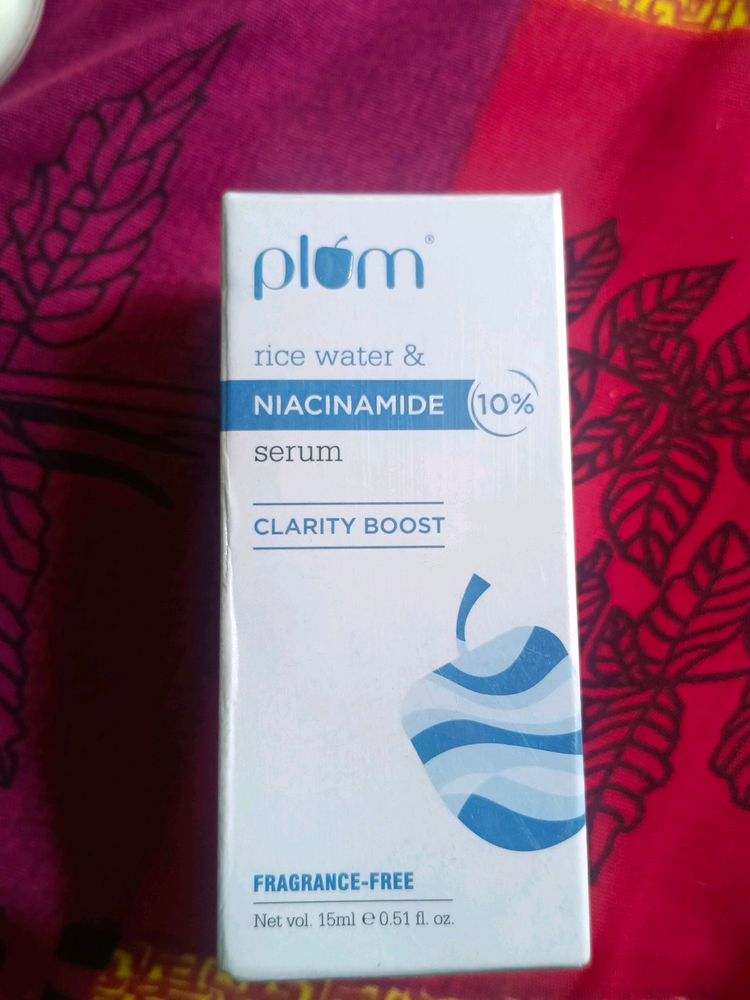 plum®
rice water &
NIACINAMIDE 10%
serum
CLARITY BOOST
FRAGRANCE-FREE
Net vol. 15ml ℮ 0.51 fl. oz.